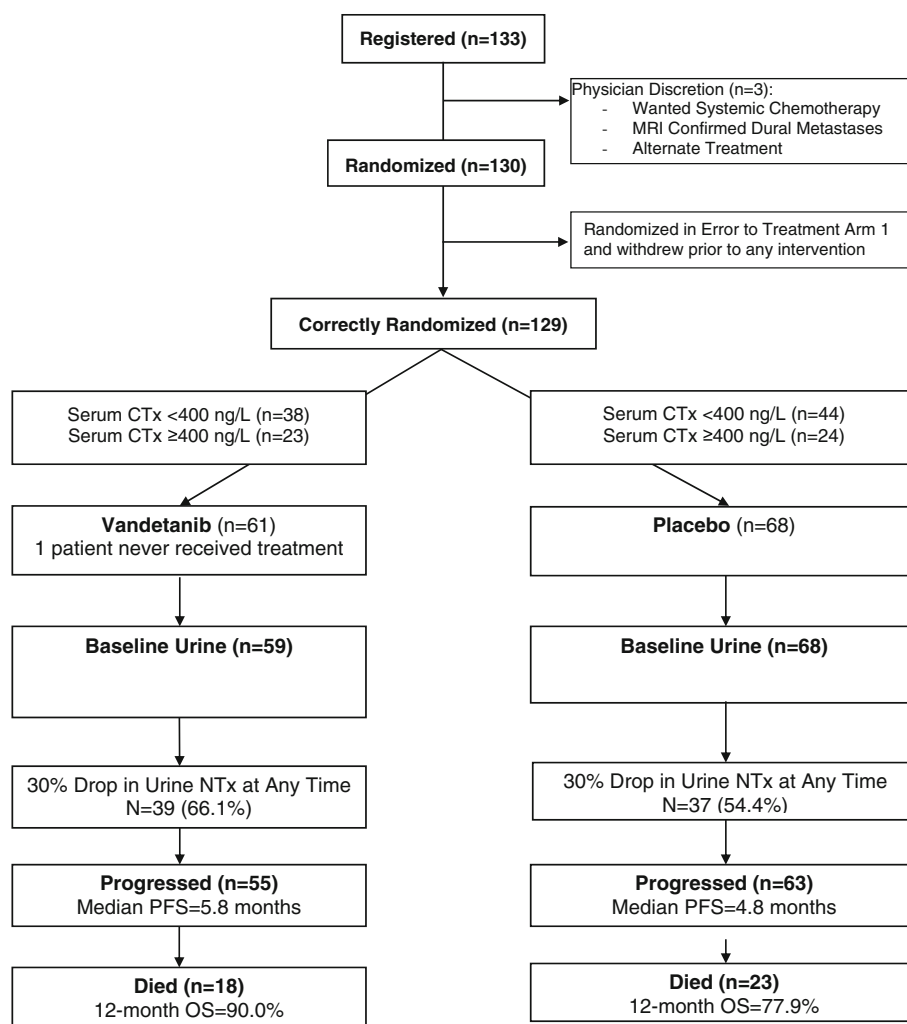 Registered (n=133)
Physician Discretion (n=3):
- Wanted Systemic Chemotherapy
- MRI Confirmed Dural Metastases
- Alternate Treatment
Randomized (n=130)
Randomized in Error to Treatment Arm 1
and withdrew prior to any intervention
Correctly Randomized (n=129)
Serum CTx <400 ng/L (n=38)
Serum CTx ≥400 ng/L (n=23)
Serum CTx <400 ng/L (n=44)
Serum CTx ≥400 ng/L (n=24)
Vandetanib (n=61)
1 patient never received treatment
Placebo (n=68)
Baseline Urine (n=59)
Baseline Urine (n=68)
30% Drop in Urine NTx at Any Time
N=39 (66.1%)
30% Drop in Urine NTx at Any Time
N=37 (54.4%)
Progressed (n=55)
Median PFS=5.8 months
Progressed (n=63)
Median PFS=4.8 months
Died (n=18)
12-month OS=90.0%
Died (n=23)
12-month OS=77.9%